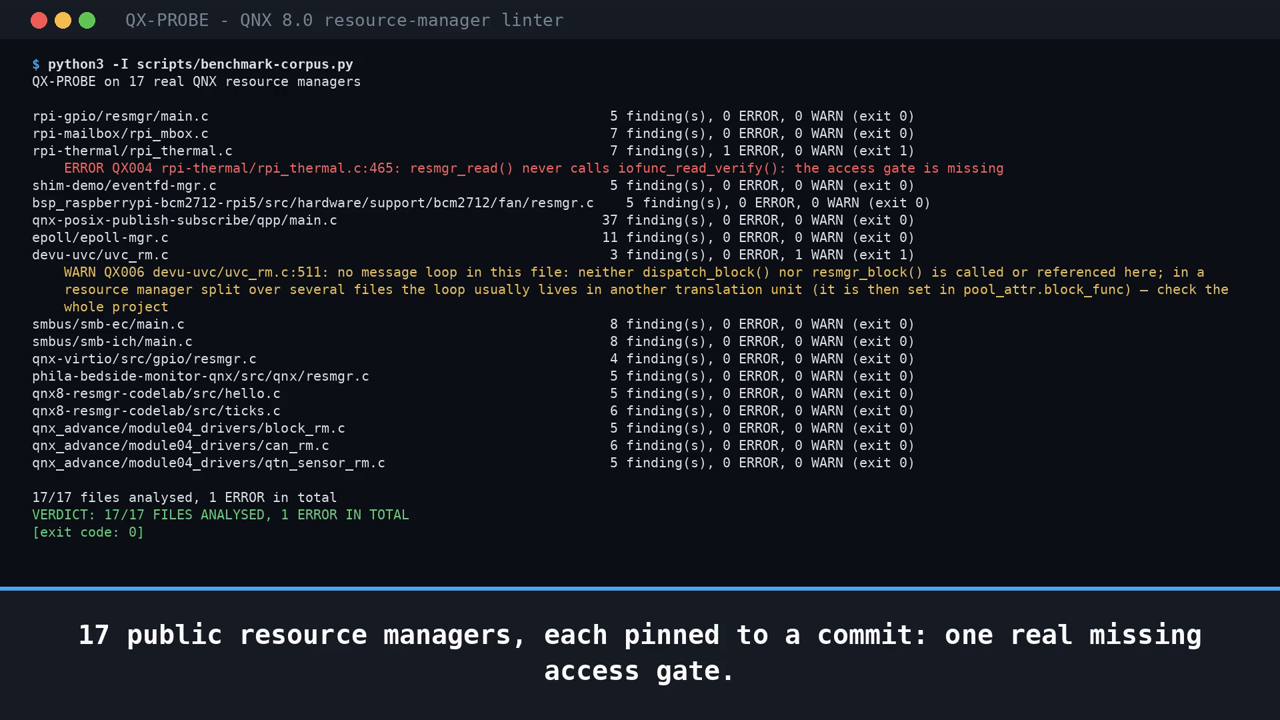 QX-PROBE - QNX 8.0 resource-manager linter
$ python3 -I scripts/benchmark-corpus.py
QX-PROBE on 17 real QNX resource managers
rpi-gpio/resmgr/main.c 5 finding(s), 0 ERROR, 0 WARN (exit 0)
rpi-mailbox/rpi_mbox.c 7 finding(s), 0 ERROR, 0 WARN (exit 0)
rpi-thermal/rpi_thermal.c 7 finding(s), 1 ERROR, 0 WARN (exit 1)
ERROR QX004 rpi-thermal/rpi_thermal.c:465: resmgr_read() never calls iofunc_read_verify(): the access gate is missing
shim-demo/eventfd-mgr.c 5 finding(s), 0 ERROR, 0 WARN (exit 0)
bsp_raspberrypi-bcm2712-rpi5/src/hardware/support/bcm2712/fan/resmgr.c 5 finding(s), 0 ERROR, 0 WARN (exit 0)
qnx-posix-publish-subscribe/qpp/main.c 37 finding(s), 0 ERROR, 0 WARN (exit 0)
epoll/epoll-mgr.c 11 finding(s), 0 ERROR, 0 WARN (exit 0)
devu-uvc/uvc_rm.c 3 finding(s), 0 ERROR, 1 WARN (exit 1)
WARN QX006 devu-uvc/uvc_rm.c:511: no message loop in this file: neither dispatch_block() nor resmgr_block() is called or referenced here; in a
resource manager split over several files the loop usually lives in another translation unit (it is then set in pool_attr.block_func) — check the
whole project
smbus/smb-ec/main.c 8 finding(s), 0 ERROR, 0 WARN (exit 0)
smbus/smb-ich/main.c 8 finding(s), 0 ERROR, 0 WARN (exit 0)
qnx-virtio/src/gpio/resmgr.c 4 finding(s), 0 ERROR, 0 WARN (exit 0)
phila-bedside-monitor-qnx/src/qnx/resmgr.c 5 finding(s), 0 ERROR, 0 WARN (exit 0)
qnx8-resmgr-codelab/src/hello.c 5 finding(s), 0 ERROR, 0 WARN (exit 0)
qnx8-resmgr-codelab/src/ticks.c 6 finding(s), 0 ERROR, 0 WARN (exit 0)
qnx_advance/module04_drivers/block_rm.c 5 finding(s), 0 ERROR, 0 WARN (exit 0)
qnx_advance/module04_drivers/can_rm.c 6 finding(s), 0 ERROR, 0 WARN (exit 0)
qnx_advance/module04_drivers/qtn_sensor_rm.c 5 finding(s), 0 ERROR, 0 WARN (exit 0)
17/17 files analysed, 1 ERROR in total
VERDICT: 17/17 FILES ANALYSED, 1 ERROR IN TOTAL
[exit code: 0]
17 public resource managers, each pinned to a commit: one real missing
access gate.